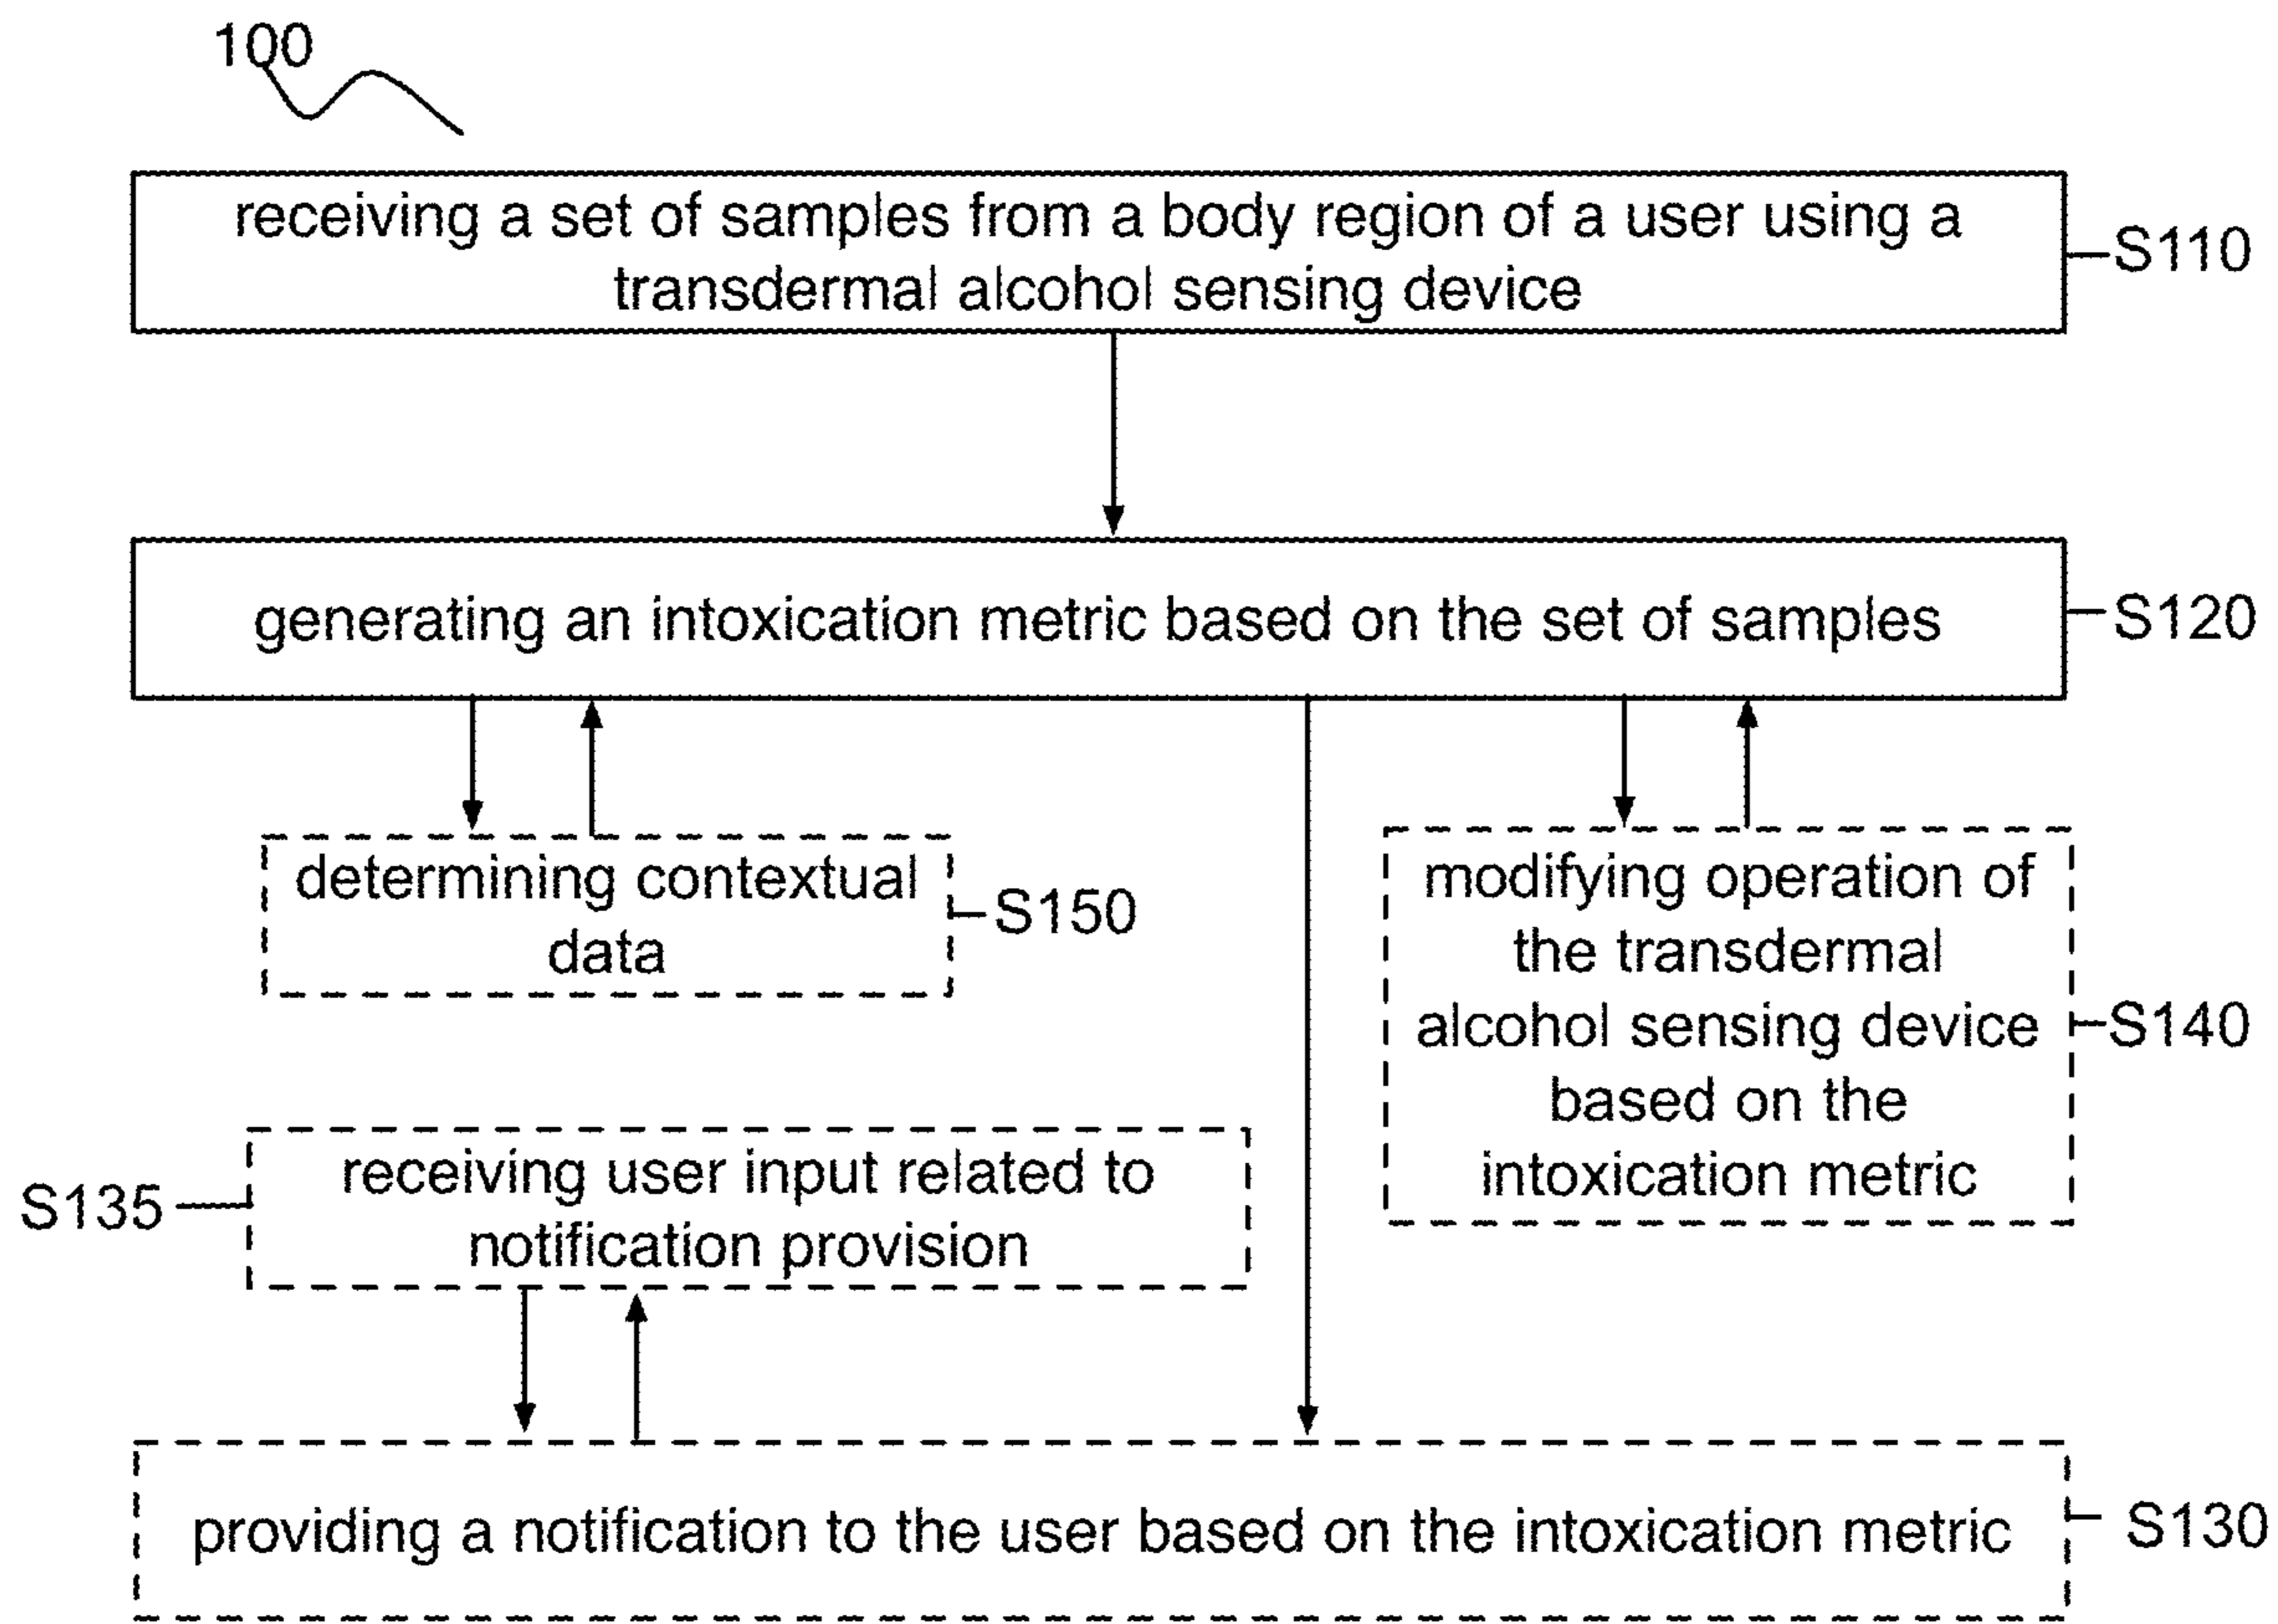 100
receiving a set of samples from a body region of a user using a
transdermal alcohol sensing device
S110
generating an intoxication metric based on the set of samples
S120
determining contextual
data
S150
modifying operation of
the transdermal
alcohol sensing device
based on the
intoxication metric
S140
S135
receiving user input related to
notification provision
providing a notification to the user based on the intoxication metric
S130